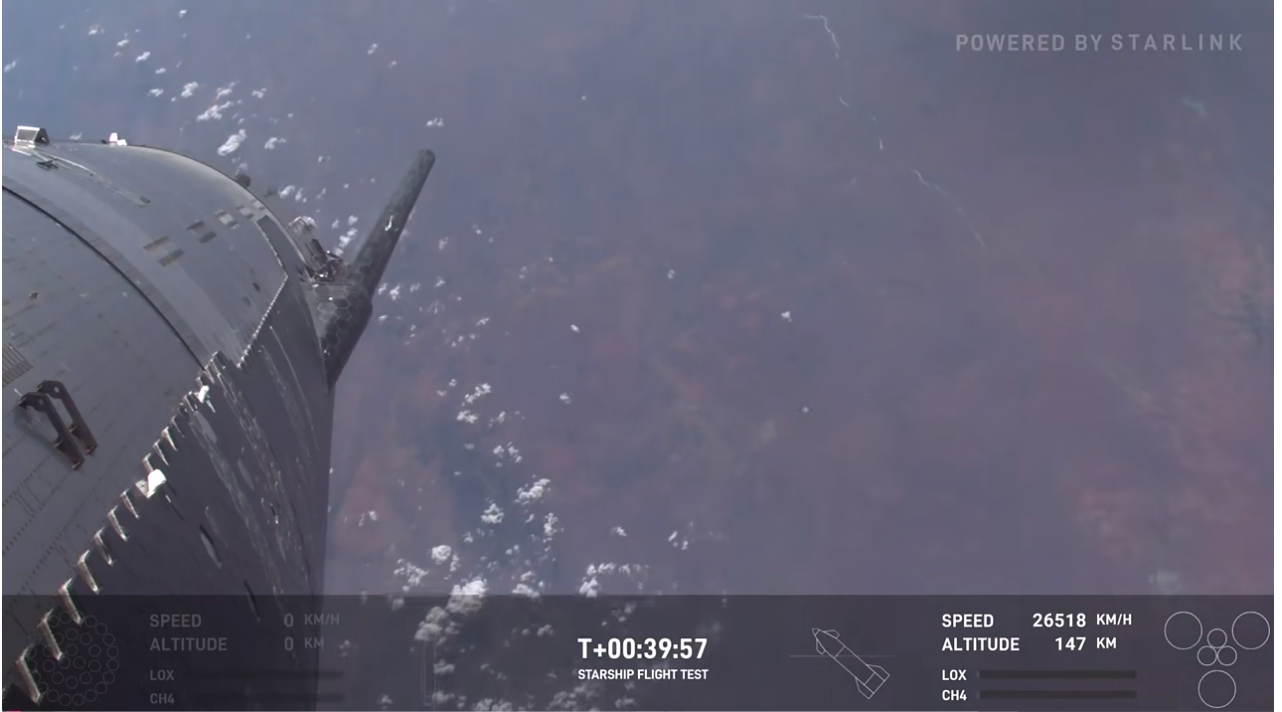 POWERED BY STARLINK
SPEED 0 KM/H
ALTITUDE 0 KM
LOX
CH4
T+00:39:57
STARSHIP FLIGHT TEST
SPEED 26518 KM/H
ALTITUDE 147 KM
LOX
CH4